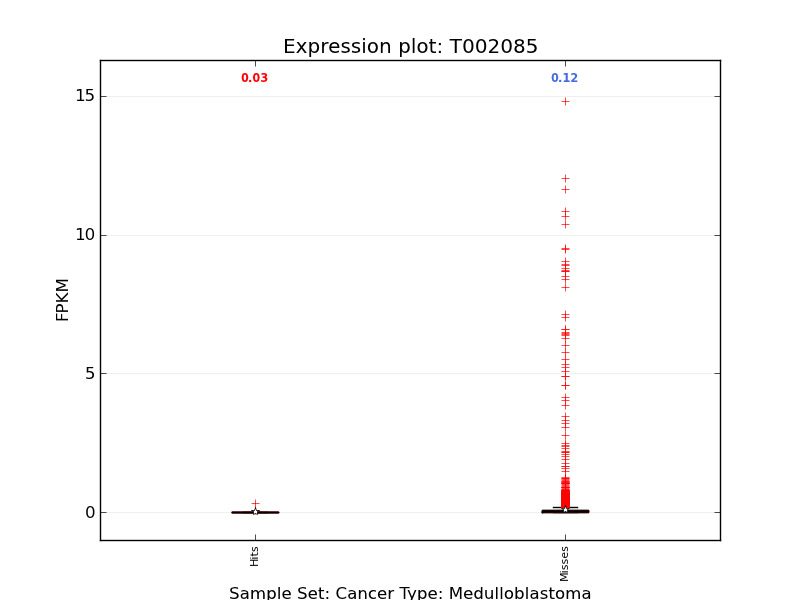 Expression plot: T002085
0.03 0.12
15
10
5
0
FPKM
Hits Misses
Sample Set: Cancer Type: Medulloblastoma